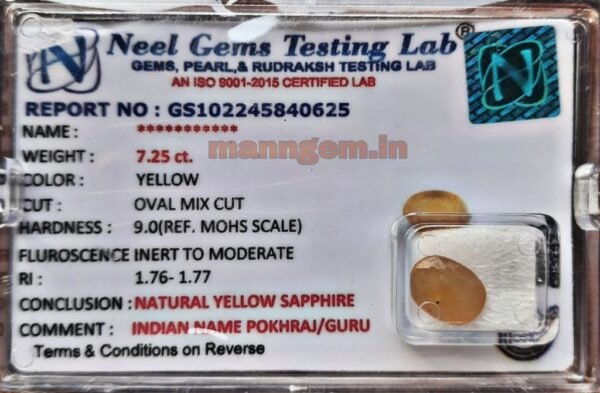 Neel Gems Testing Lab®
GEMS, PEARL,& RUDRAKSH TESTING LAB
AN ISO 9001-2015 CERTIFIED LAB
REPORT NO : GS102245840625
NAME : ***********
manngem.in
WEIGHT : 7.25 ct.
COLOR : YELLOW
CUT : OVAL MIX CUT
HARDNESS : 9.0(REF. MOHS SCALE)
FLUROSCENCE INERT TO MODERATE
RI : 1.76- 1.77
CONCLUSION : NATURAL YELLOW SAPPHIRE
COMMENT : INDIAN NAME POKHRAJ/GURU
Terms & Conditions on Reverse